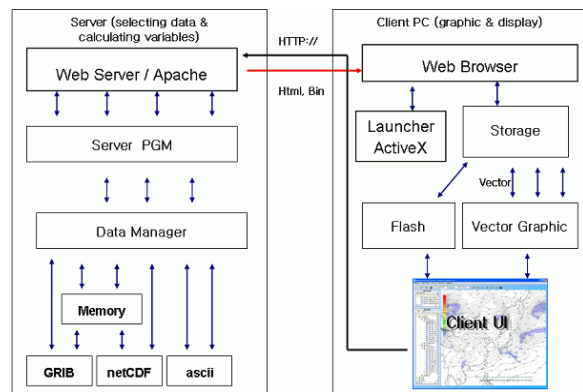 Server (selecting data &
calculating variables)
Web Server / Apache
Server PGM
Data Manager
Memory
GRIB
netCDF
ascii
HTTP://
Html, Bin
Client PC (graphic & display)
Web Browser
Launcher
ActiveX
Storage
Vector
Flash
Vector Graphic
Client UI